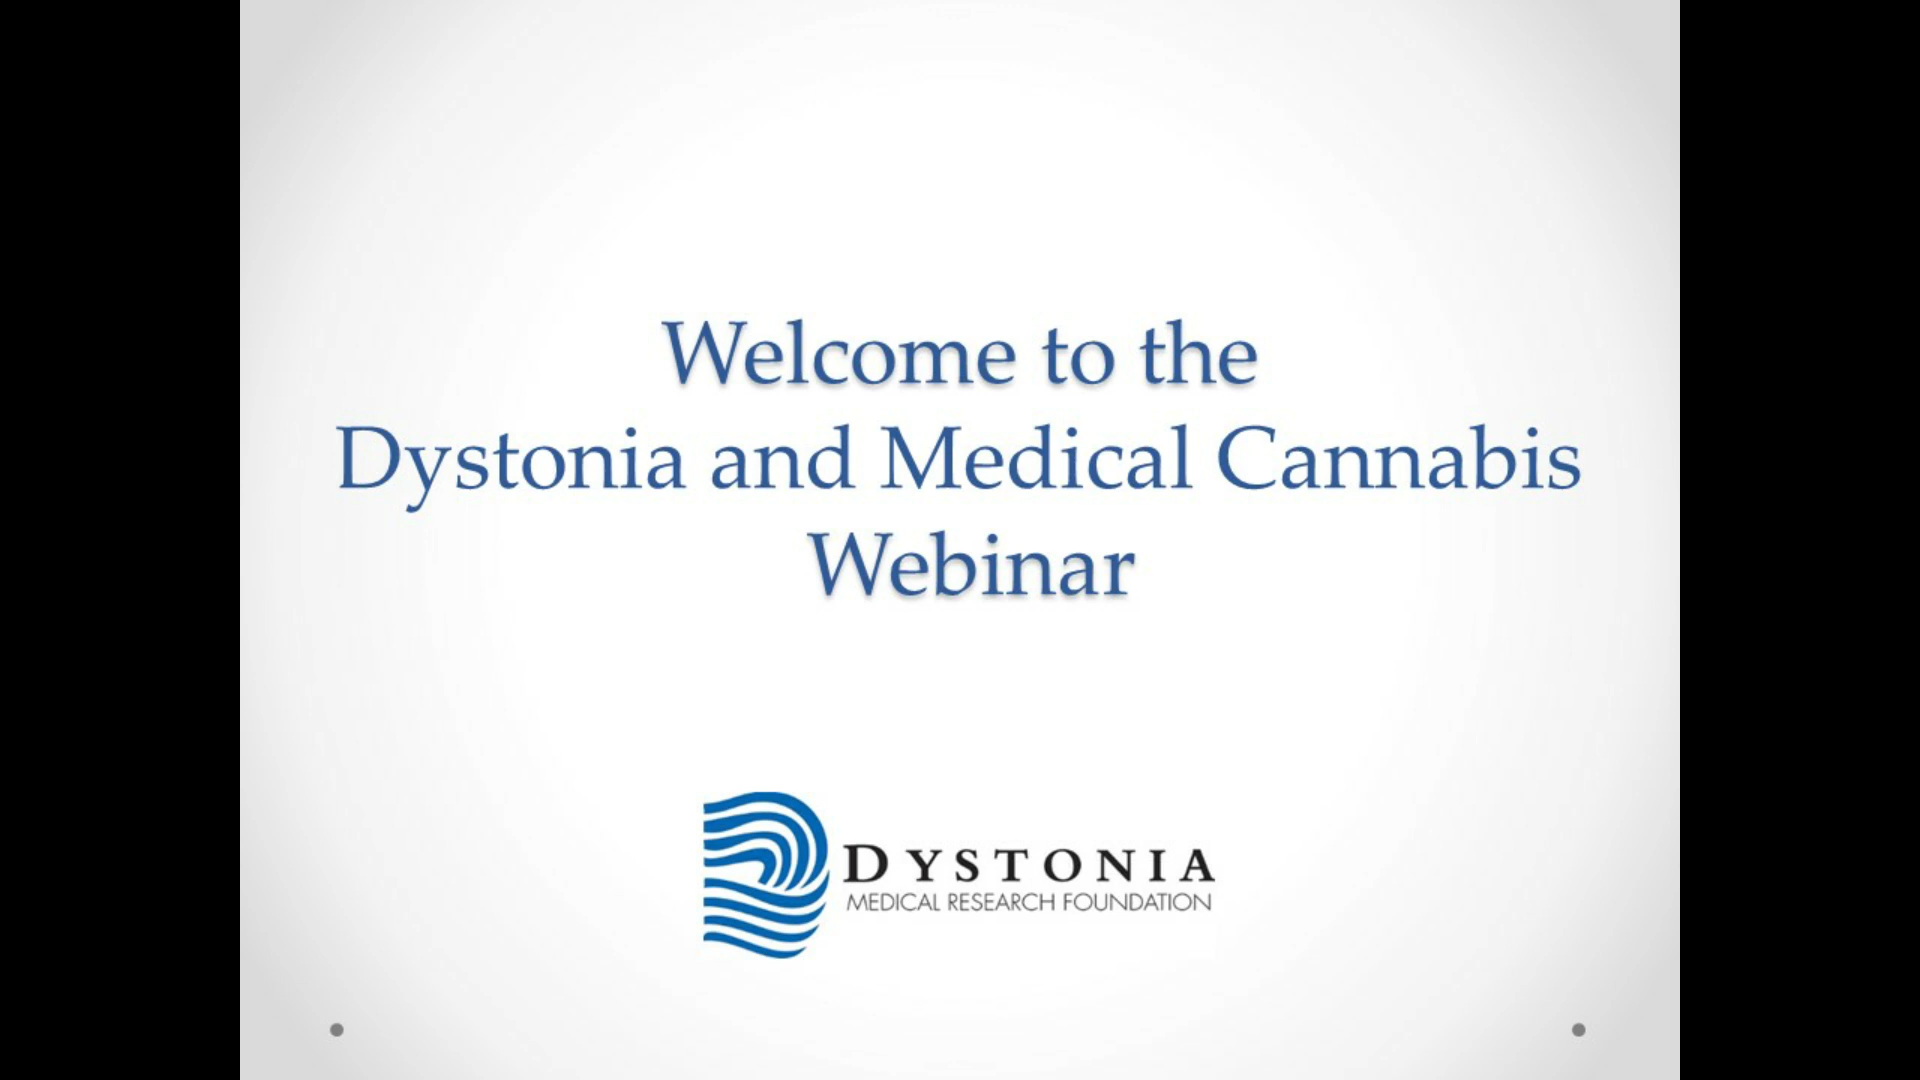 Welcome to the
Dystonia and Medical Cannabis
Webinar
DYSTONIA
MEDICAL RESEARCH FOUNDATION